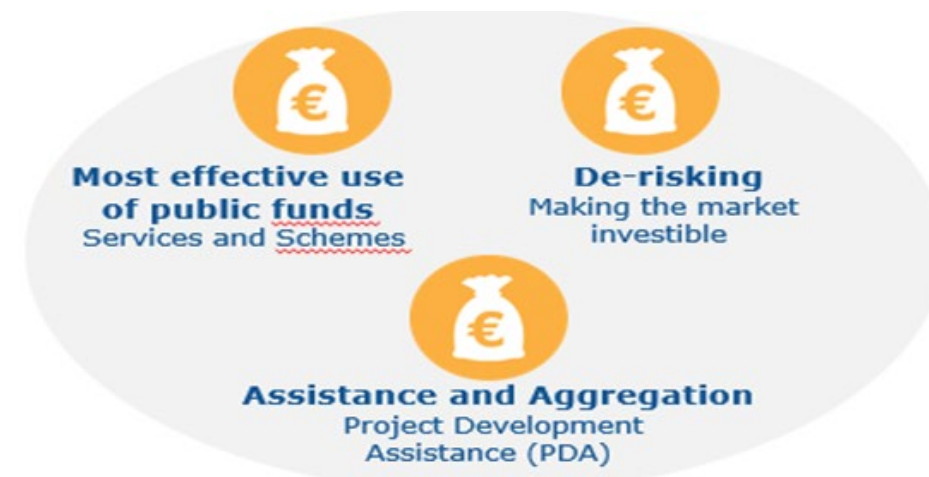 €
€
Most effective use
of public funds
Services and Schemes
De-risking
Making the market
investible
€
Assistance and Aggregation
Project Development
Assistance (PDA)